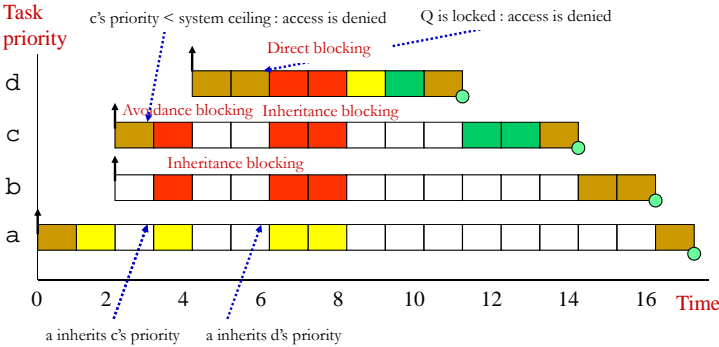 Task
priority
c's priority < system ceiling : access is denied
Q is locked : access is denied
Direct blocking
d
Avoidance blocking
Inheritance blocking
c
Inheritance blocking
b
a
0
2
4
6
8
10
12
14
16
Time
a inherits c's priority
a inherits d's priority